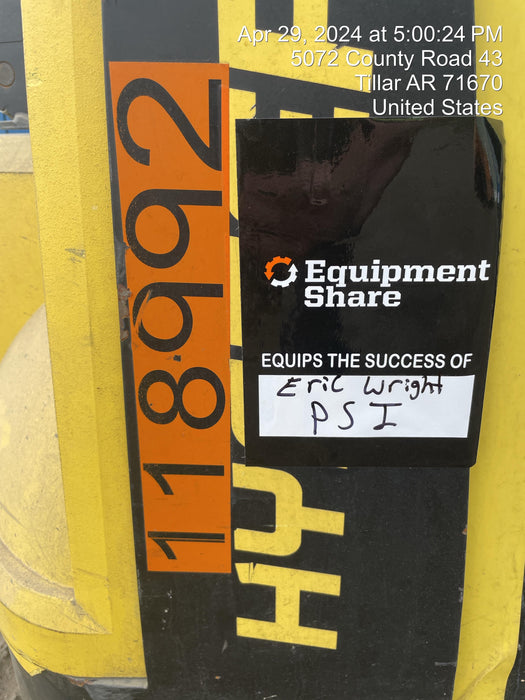 Apr 29, 2024 at 5:00:24 PM
5072 County Road 43
Tillar AR 71670
United States
118992
Equipment
Share
EQUIPS THE SUCCESS OF
Eric Wright
PSI